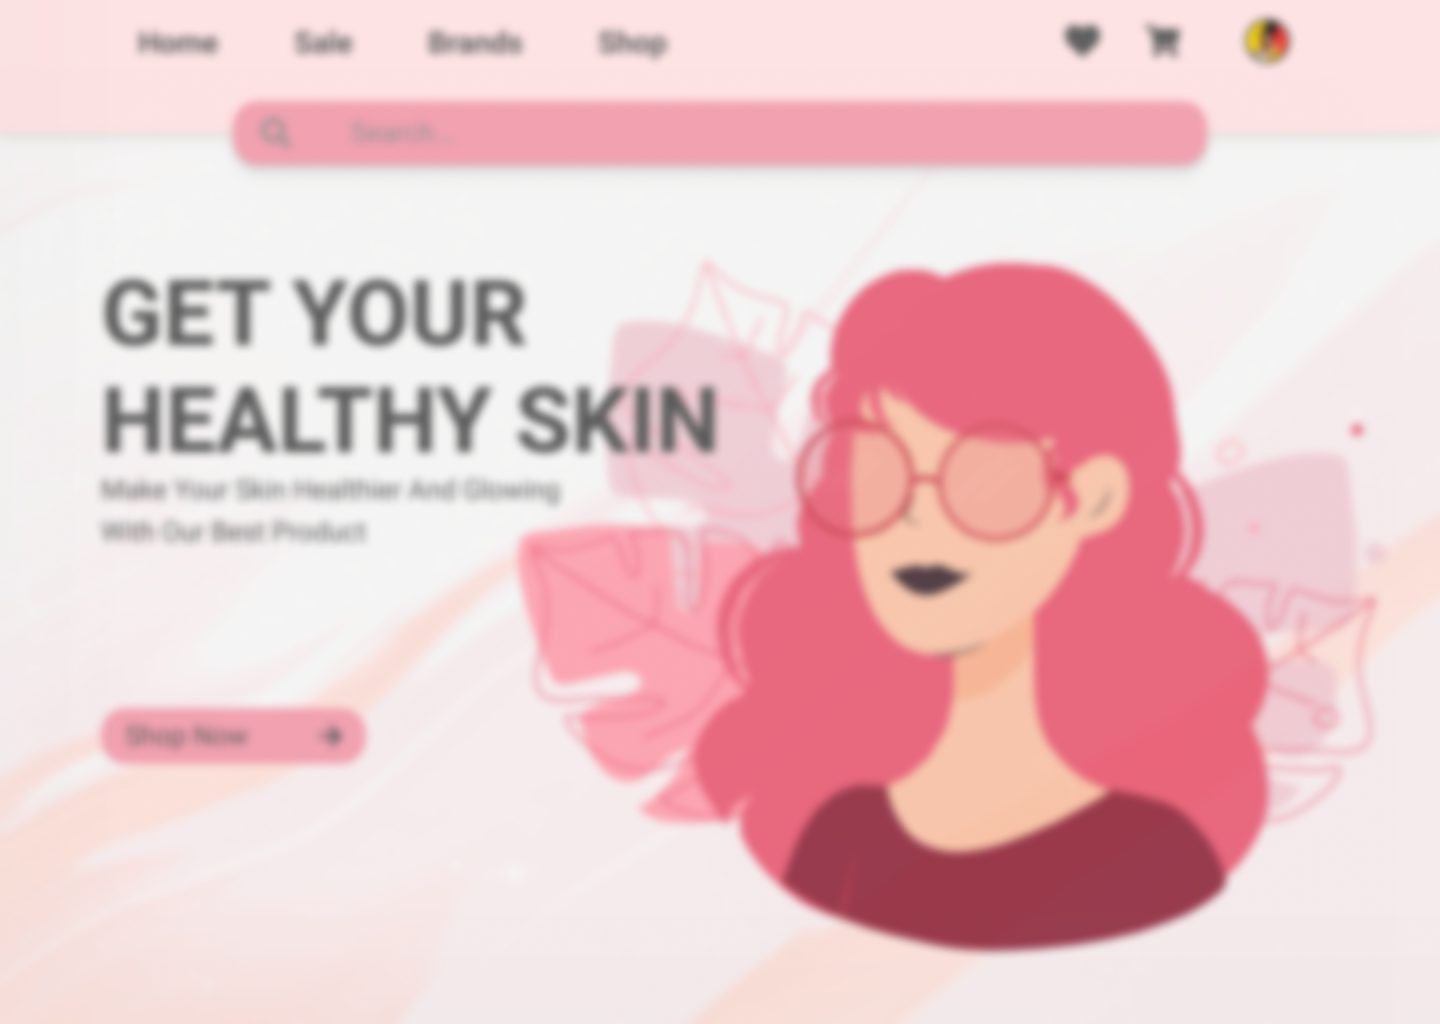 Home Sale Brands Shop
Search...
GET YOUR
HEALTHY SKIN
Make Your Skin Healthier And Glowing
With Our Best Product
Shop Now